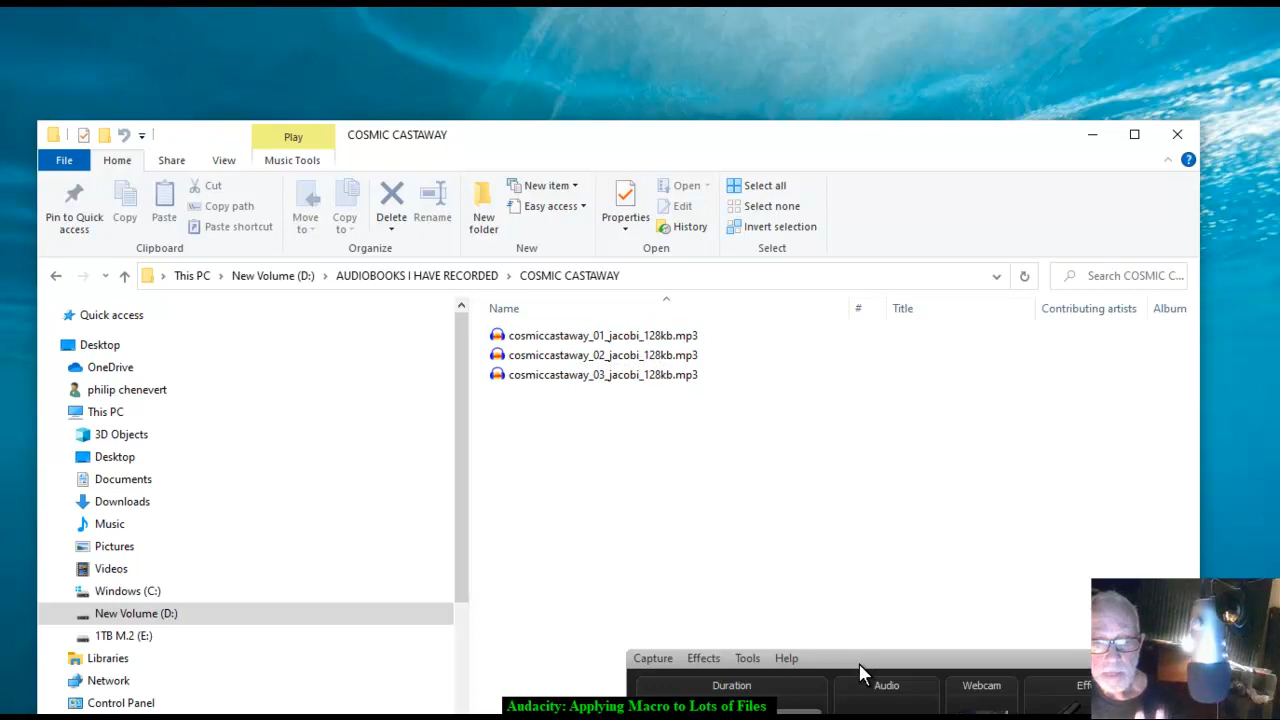 Play
COSMIC CASTAWAY
File
Home
Share
View
Music Tools
Pin to Quick
access
Copy
Paste
Cut
Copy path
Paste shortcut
Clipboard
Move
to
Copy
to
Delete
Rename
Organize
New
folder
New item
Easy access
New
Properties
Open
Edit
History
Open
Select all
Select none
Invert selection
Select
This PC
New Volume (D:)
AUDIOBOOKS I HAVE RECORDED
COSMIC CASTAWAY
Search COSMIC C...
Name
#
Title
Contributing artists
Album
cosmiccastaway_01_jacobi_128kb.mp3
cosmiccastaway_02_jacobi_128kb.mp3
cosmiccastaway_03_jacobi_128kb.mp3
Quick access
Desktop
OneDrive
philip chenevert
This PC
3D Objects
Desktop
Documents
Downloads
Music
Pictures
Videos
Windows (C:)
New Volume (D:)
1TB M.2 (E:)
Libraries
Network
Control Panel
Capture
Effects
Tools
Help
Duration
Audio
Webcam
Eff
Audacity: Applying Macro to Lots of Files